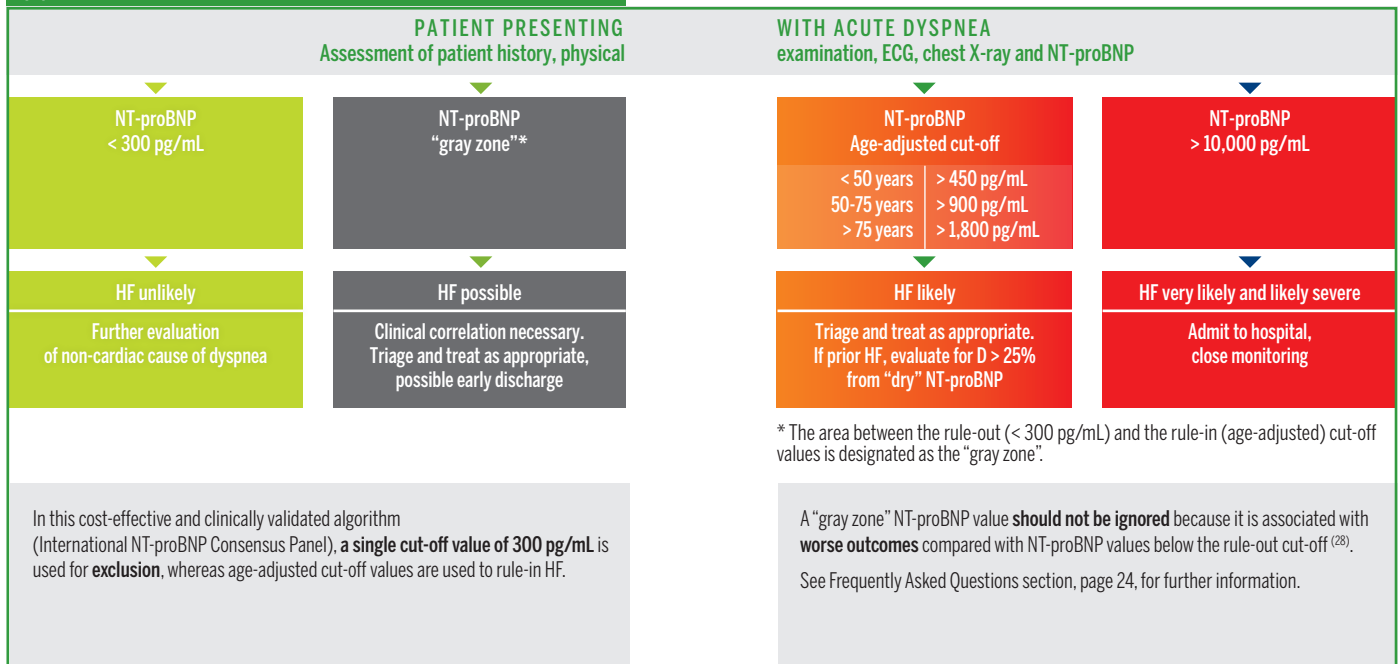 PATIENT PRESENTING WITH ACUTE DYSPNEA
Assessment of patient history, physical examination, ECG, chest X-ray and NT-proBNP
NT-proBNP
< 300 pg/mL
HF unlikely
Further evaluation
of non-cardiac cause of dyspnea
NT-proBNP
“gray zone”*
HF possible
Clinical correlation necessary.
Triage and treat as appropriate,
possible early discharge
NT-proBNP
Age-adjusted cut-off
< 50 years > 450 pg/mL
50-75 years > 900 pg/mL
> 75 years > 1,800 pg/mL
HF likely
Triage and treat as appropriate.
If prior HF, evaluate for D > 25%
from “dry” NT-proBNP
NT-proBNP
> 10,000 pg/mL
HF very likely and likely severe
Admit to hospital,
close monitoring
* The area between the rule-out (< 300 pg/mL) and the rule-in (age-adjusted) cut-off
values is designated as the “gray zone”.
In this cost-effective and clinically validated algorithm
(International NT-proBNP Consensus Panel), a single cut-off value of 300 pg/mL is
used for exclusion, whereas age-adjusted cut-off values are used to rule-in HF.
A “gray zone” NT-proBNP value should not be ignored because it is associated with
worse outcomes compared with NT-proBNP values below the rule-out cut-off (28).
See Frequently Asked Questions section, page 24, for further information.